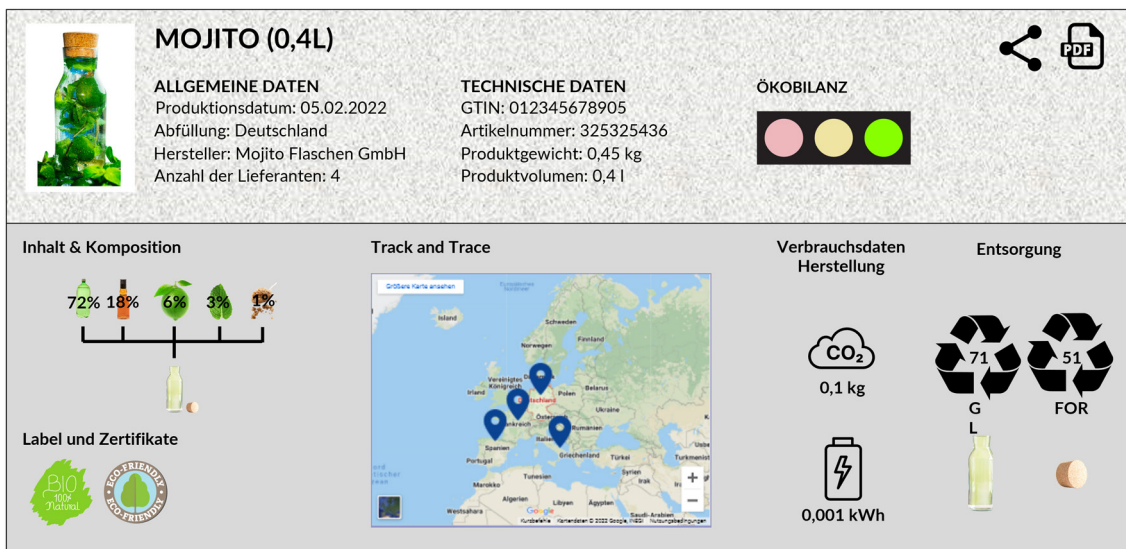 MOJITO (0,4L)
PDF
ALLGEMEINE DATEN
Produktionsdatum: 05.02.2022
Abfüllung: Deutschland
Hersteller: Mojito Flaschen GmbH
Anzahl der Lieferanten: 4
TECHNISCHE DATEN
GTIN: 012345678905
Artikelnummer: 325325436
Produktgewicht: 0,45 kg
Produktvolumen: 0,4 l
ÖKOBILANZ
Inhalt & Komposition
72% 18% 6% 3% 1%
Label und Zertifikate
BIO
100%
Natural
ECO-FRIENDLY
ECO-FRIENDLY
Track and Trace
Größere Karte ansehen
Island
Schweden
Finnland
Norwegen
Vereinigtes
Königreich
Irland
Polen
Belarus
Ukraine
Rumänien
Spanien
Portugal
Griechenland
Türkei
Syrien
Irak
Tunesien
Marokko
Algerien
Libyen
Ägypten
Westsahara
Saudi-Arabien
Google
Kurzbefehle
Nutzungsbedingungen
Verbrauchsdaten
Herstellung
CO₂
0,1 kg
0,001 kWh
Entsorgung
71
G
L
51
FOR